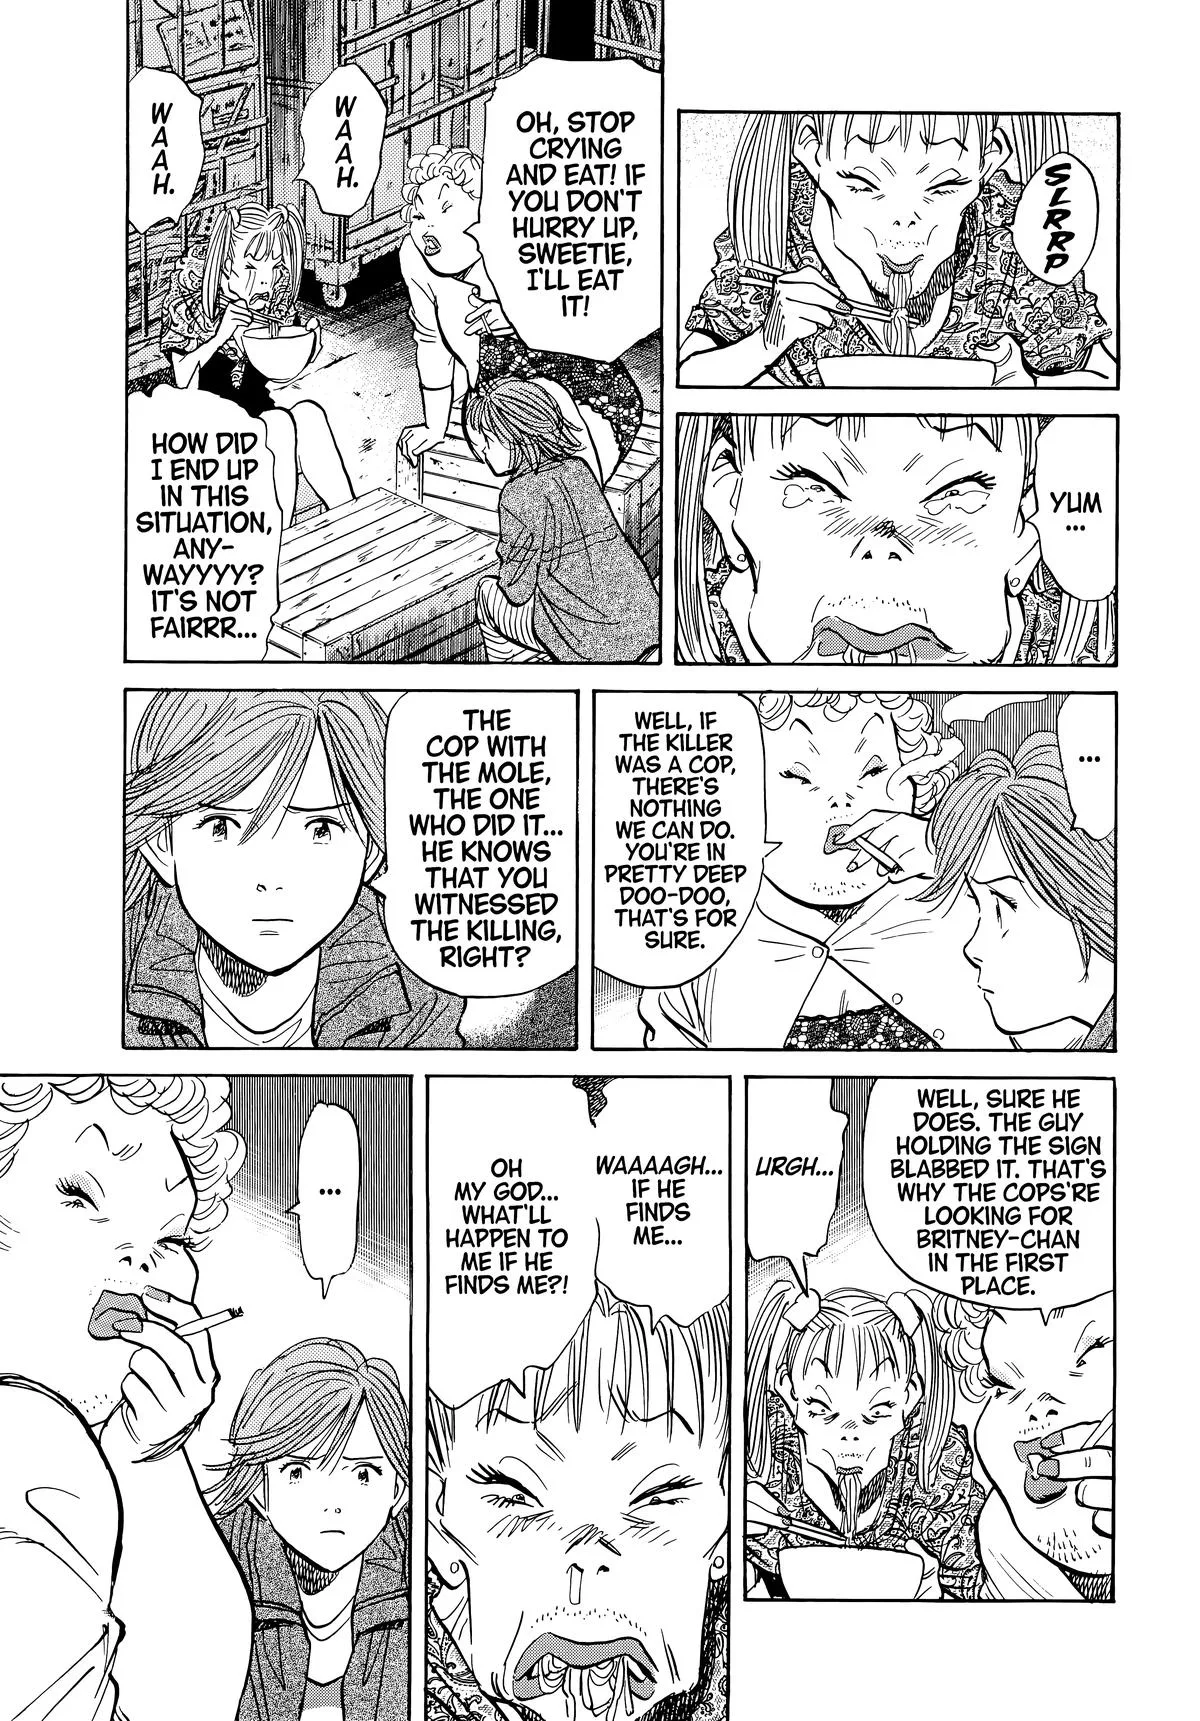 SLRRP
YUM
...
OH, STOP
CRYING
AND EAT! IF
YOU DON'T
HURRY UP,
SWEETIE,
I'LL EAT
IT!
WAAH.
WAAH.
HOW DID
I END UP
IN THIS
SITUATION,
ANY-
WAYYYY?
IT'S NOT
FAIRRR...
...
WELL, IF
THE KILLER
WAS A COP,
THERE'S
NOTHING
WE CAN DO.
YOU'RE IN
PRETTY DEEP
DOO-DOO,
THAT'S FOR
SURE.
THE
COP WITH
THE MOLE,
THE ONE
WHO DID IT...
HE KNOWS
THAT YOU
WITNESSED
THE KILLING,
RIGHT?
WELL, SURE HE
DOES. THE GUY
HOLDING THE SIGN
BLABBED IT. THAT'S
WHY THE COPS'RE
LOOKING FOR
BRITNEY-CHAN
IN THE FIRST
PLACE.
URGH...
WAAAAGH...
IF HE
FINDS
ME...
OH
MY GOD...
WHAT'LL
HAPPEN TO
ME IF HE
FINDS ME?!
...